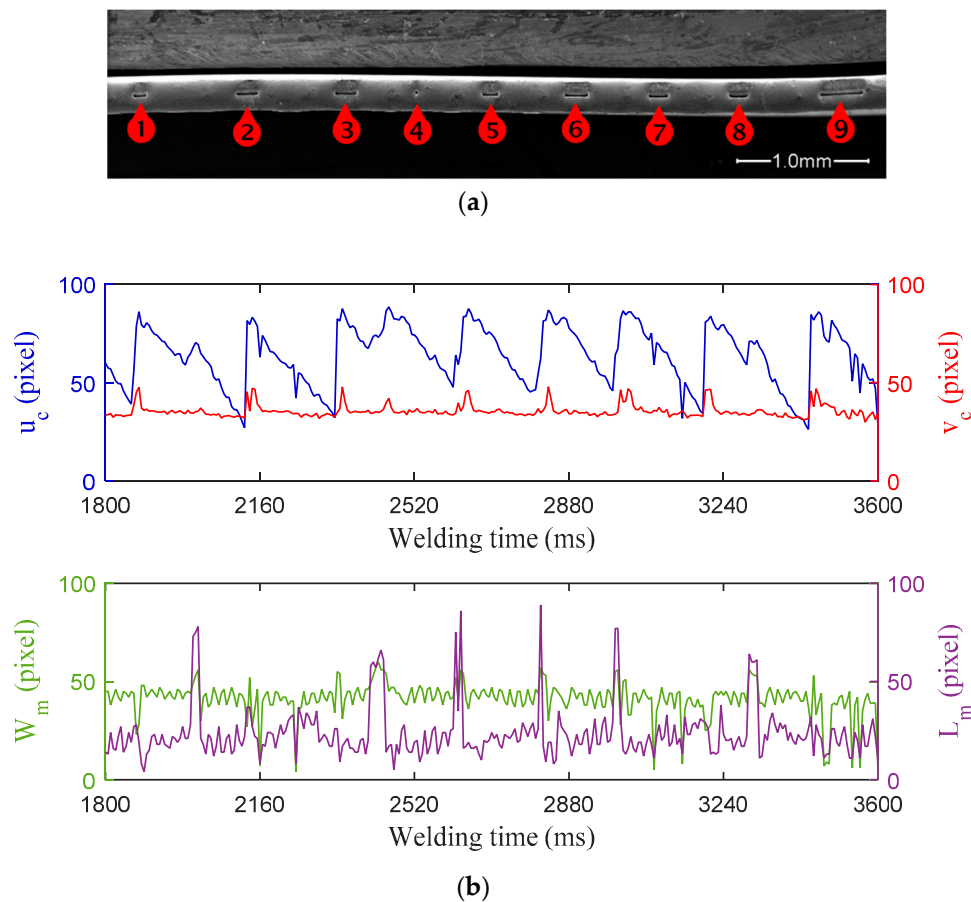 1 2 3 4 5 6 7 8 9
1.0mm
(a)
100 100
u_c (pixel) 50 50 v_c (pixel)
0 0
1800 2160 2520 2880 3240 3600
Welding time (ms)
100 100
W_m (pixel) 50 50 L_m (pixel)
0 0
1800 2160 2520 2880 3240 3600
Welding time (ms)
(b)